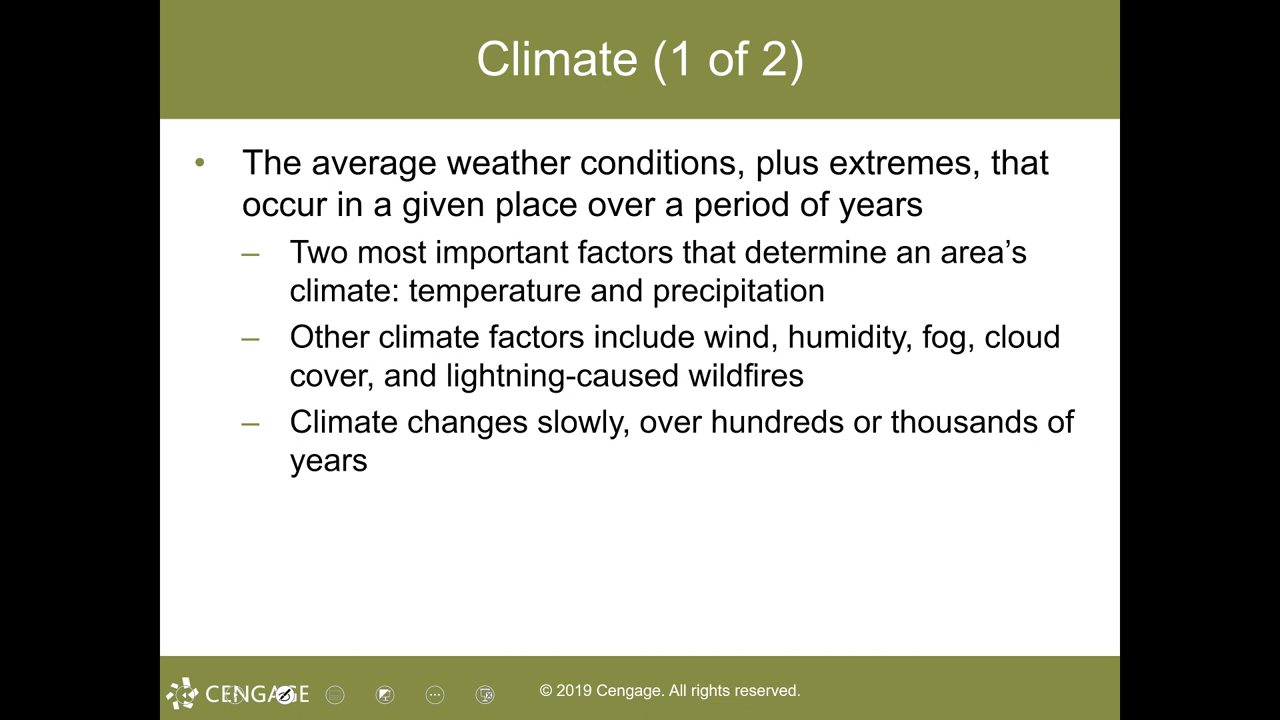 Climate (1 of 2)
• The average weather conditions, plus extremes, that
occur in a given place over a period of years
– Two most important factors that determine an area’s
climate: temperature and precipitation
– Other climate factors include wind, humidity, fog, cloud
cover, and lightning-caused wildfires
– Climate changes slowly, over hundreds or thousands of
years
CENGAGE
© 2019 Cengage. All rights reserved.